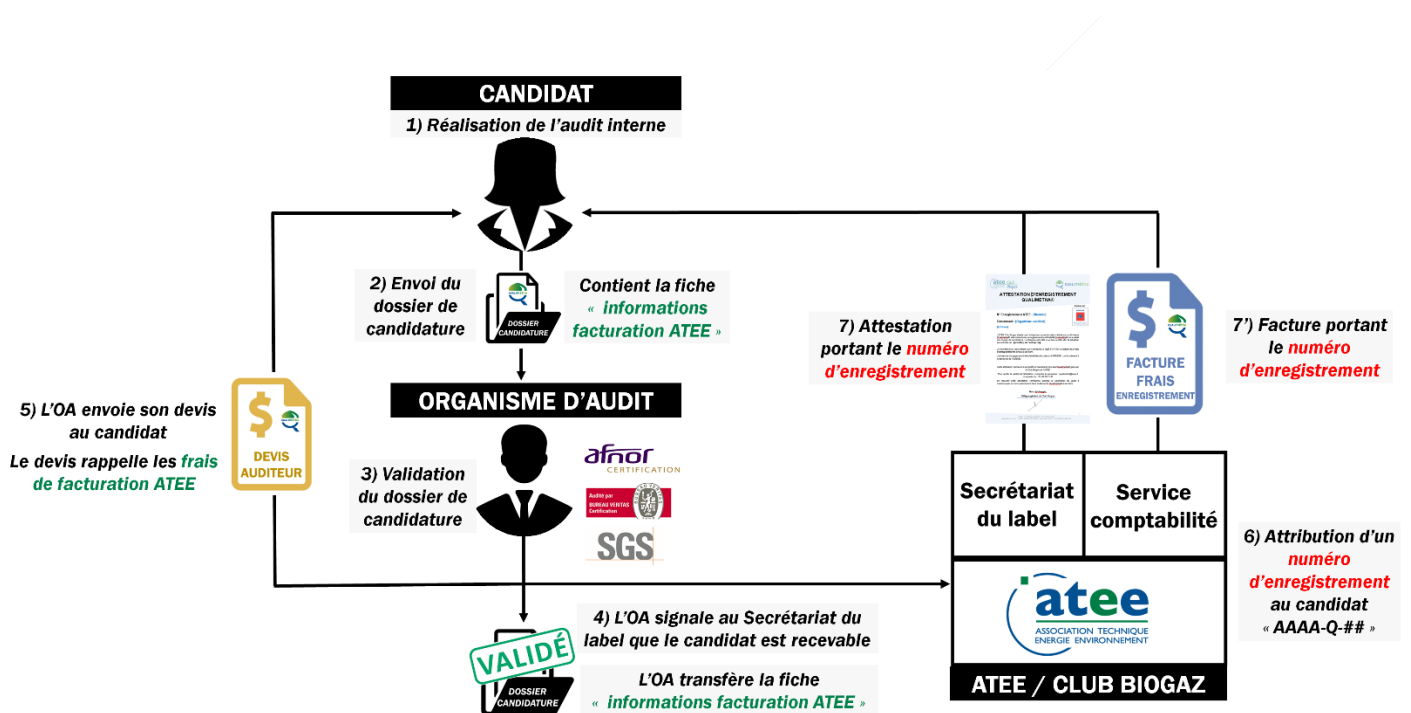 CANDIDAT
1) Réalisation de l'audit interne
2) Envoi du
dossier de
candidature
DOSSIER
CANDIDATURE
Contient la fiche
« informations
facturation ATEE »
ORGANISME D'AUDIT
3) Validation
du dossier de
candidature
afnor
CERTIFICATION
Audité par
BUREAU VERITAS
Certification
SGS
VALIDÉ
DOSSIER
CANDIDATURE
4) L'OA signale au Secrétariat du
label que le candidat est recevable
L'OA transfère la fiche
« informations facturation ATEE »
5) L'OA envoie son devis
au candidat
Le devis rappelle les frais
de facturation ATEE
DEVIS
AUDITEUR
Secrétariat
du label
Service
comptabilité
atee
ASSOCIATION TECHNIQUE
ENERGIE ENVIRONNEMENT
ATEE / CLUB BIOGAZ
6) Attribution d'un
numéro
d'enregistrement
au candidat
« AAAA-Q-## »
7) Attestation
portant le numéro
d'enregistrement
ATTESTATION D'ENREGISTREMENT
FACTURE
FRAIS
ENREGISTREMENT
7') Facture portant
le numéro
d'enregistrement